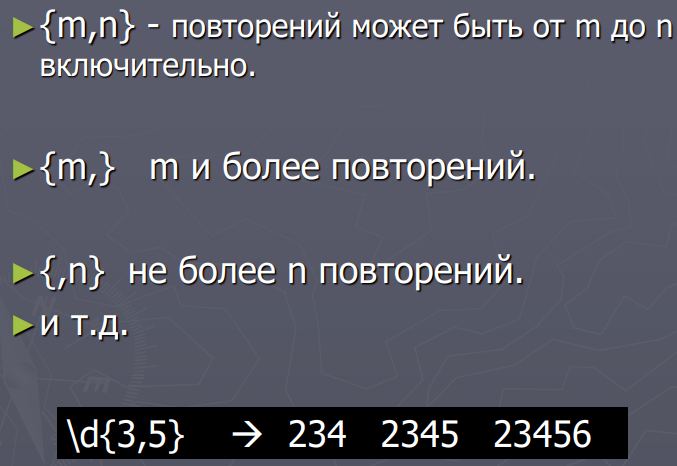 ►{m,n} - повторений может быть от m до n
включительно.
►{m,} m и более повторений.
►{,n} не более n повторений.
►и т.д.
\d{3,5} → 234 2345 23456